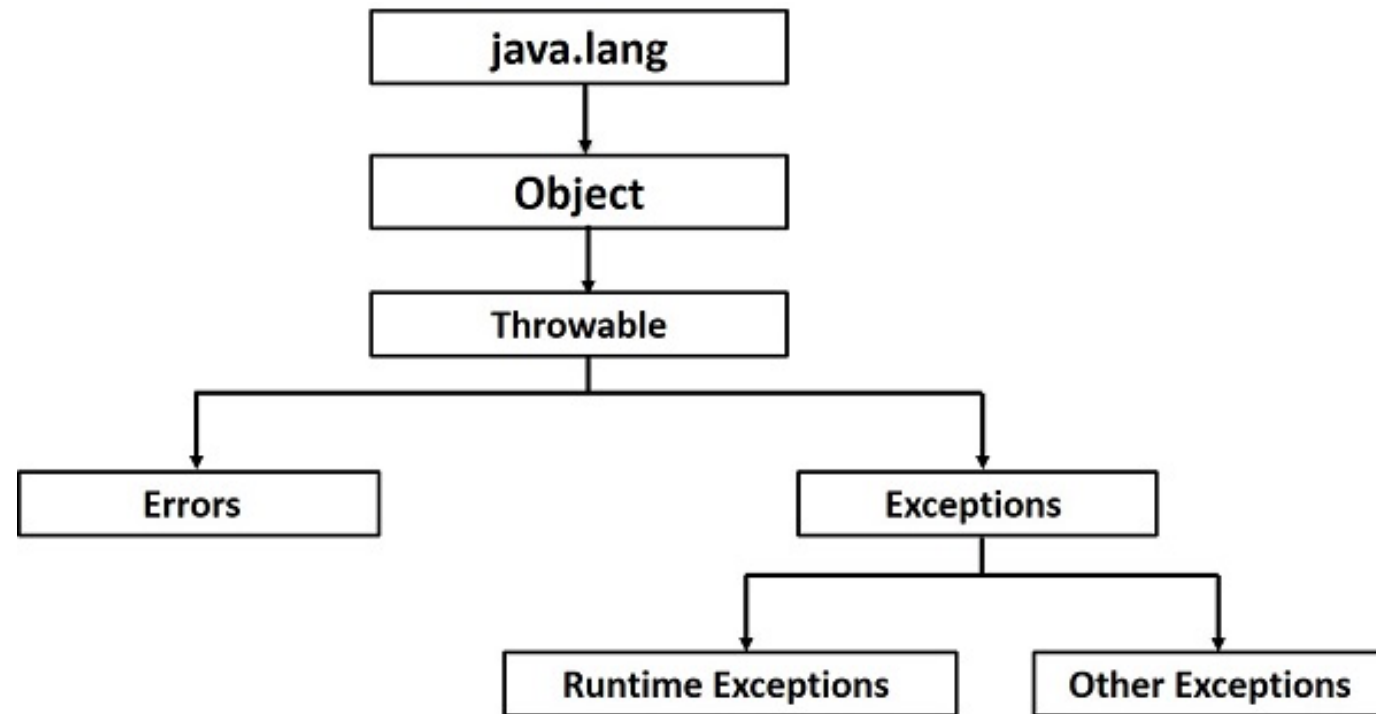 java.lang
Object
Throwable
Errors
Exceptions
Runtime Exceptions
Other Exceptions